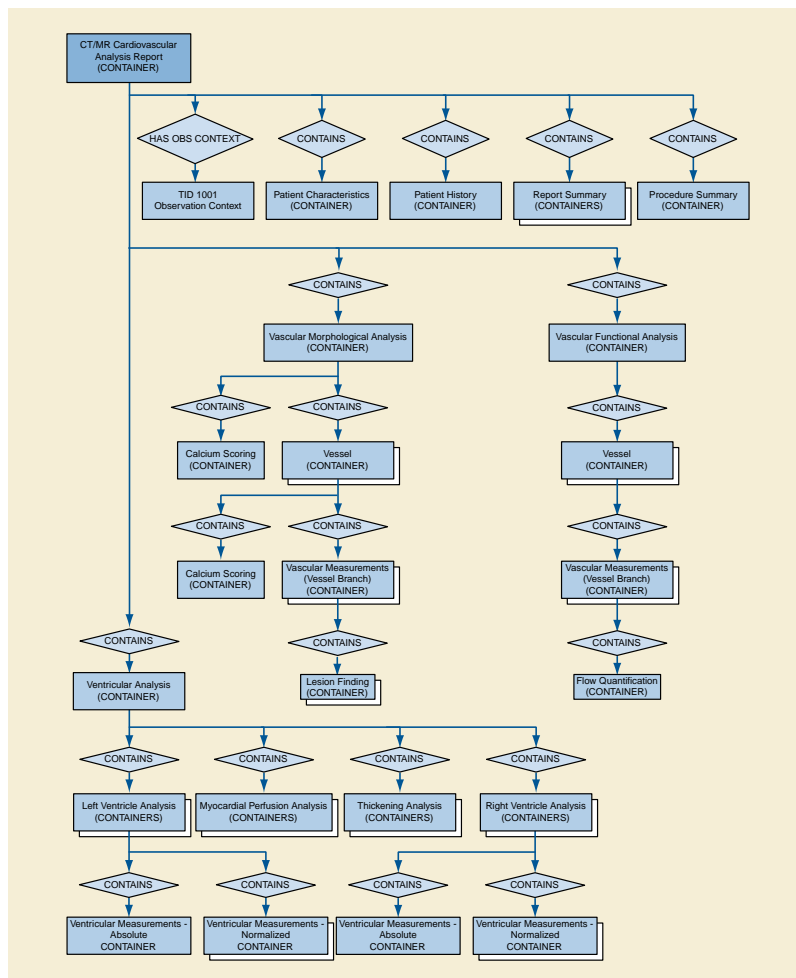 CT/MR Cardiovascular
Analysis Report
(CONTAINER)
HAS OBS CONTEXT
CONTAINS
CONTAINS
CONTAINS
CONTAINS
TID 1001
Observation Context
Patient Characteristics
(CONTAINER)
Patient History
(CONTAINER)
Report Summary
(CONTAINERS)
Procedure Summary
(CONTAINER)
CONTAINS
CONTAINS
Vascular Morphological Analysis
(CONTAINER)
Vascular Functional Analysis
(CONTAINER)
CONTAINS
CONTAINS
CONTAINS
Calcium Scoring
(CONTAINER)
Vessel
(CONTAINER)
Vessel
(CONTAINER)
CONTAINS
CONTAINS
CONTAINS
Calcium Scoring
(CONTAINER)
Vascular Measurements
(Vessel Branch)
(CONTAINER)
Vascular Measurements
(Vessel Branch)
(CONTAINER)
CONTAINS
CONTAINS
CONTAINS
Ventricular Analysis
(CONTAINER)
Lesion Finding
(CONTAINER)
Flow Quantification
(CONTAINER)
CONTAINS
CONTAINS
CONTAINS
CONTAINS
Left Ventricle Analysis
(CONTAINERS)
Myocardial Perfusion Analysis
(CONTAINERS)
Thickening Analysis
(CONTAINERS)
Right Ventricle Analysis
(CONTAINERS)
CONTAINS
CONTAINS
CONTAINS
CONTAINS
Ventricular Measurements -
Absolute
CONTAINER
Ventricular Measurements -
Normalized
CONTAINER
Ventricular Measurements -
Absolute
CONTAINER
Ventricular Measurements -
Normalized
CONTAINER